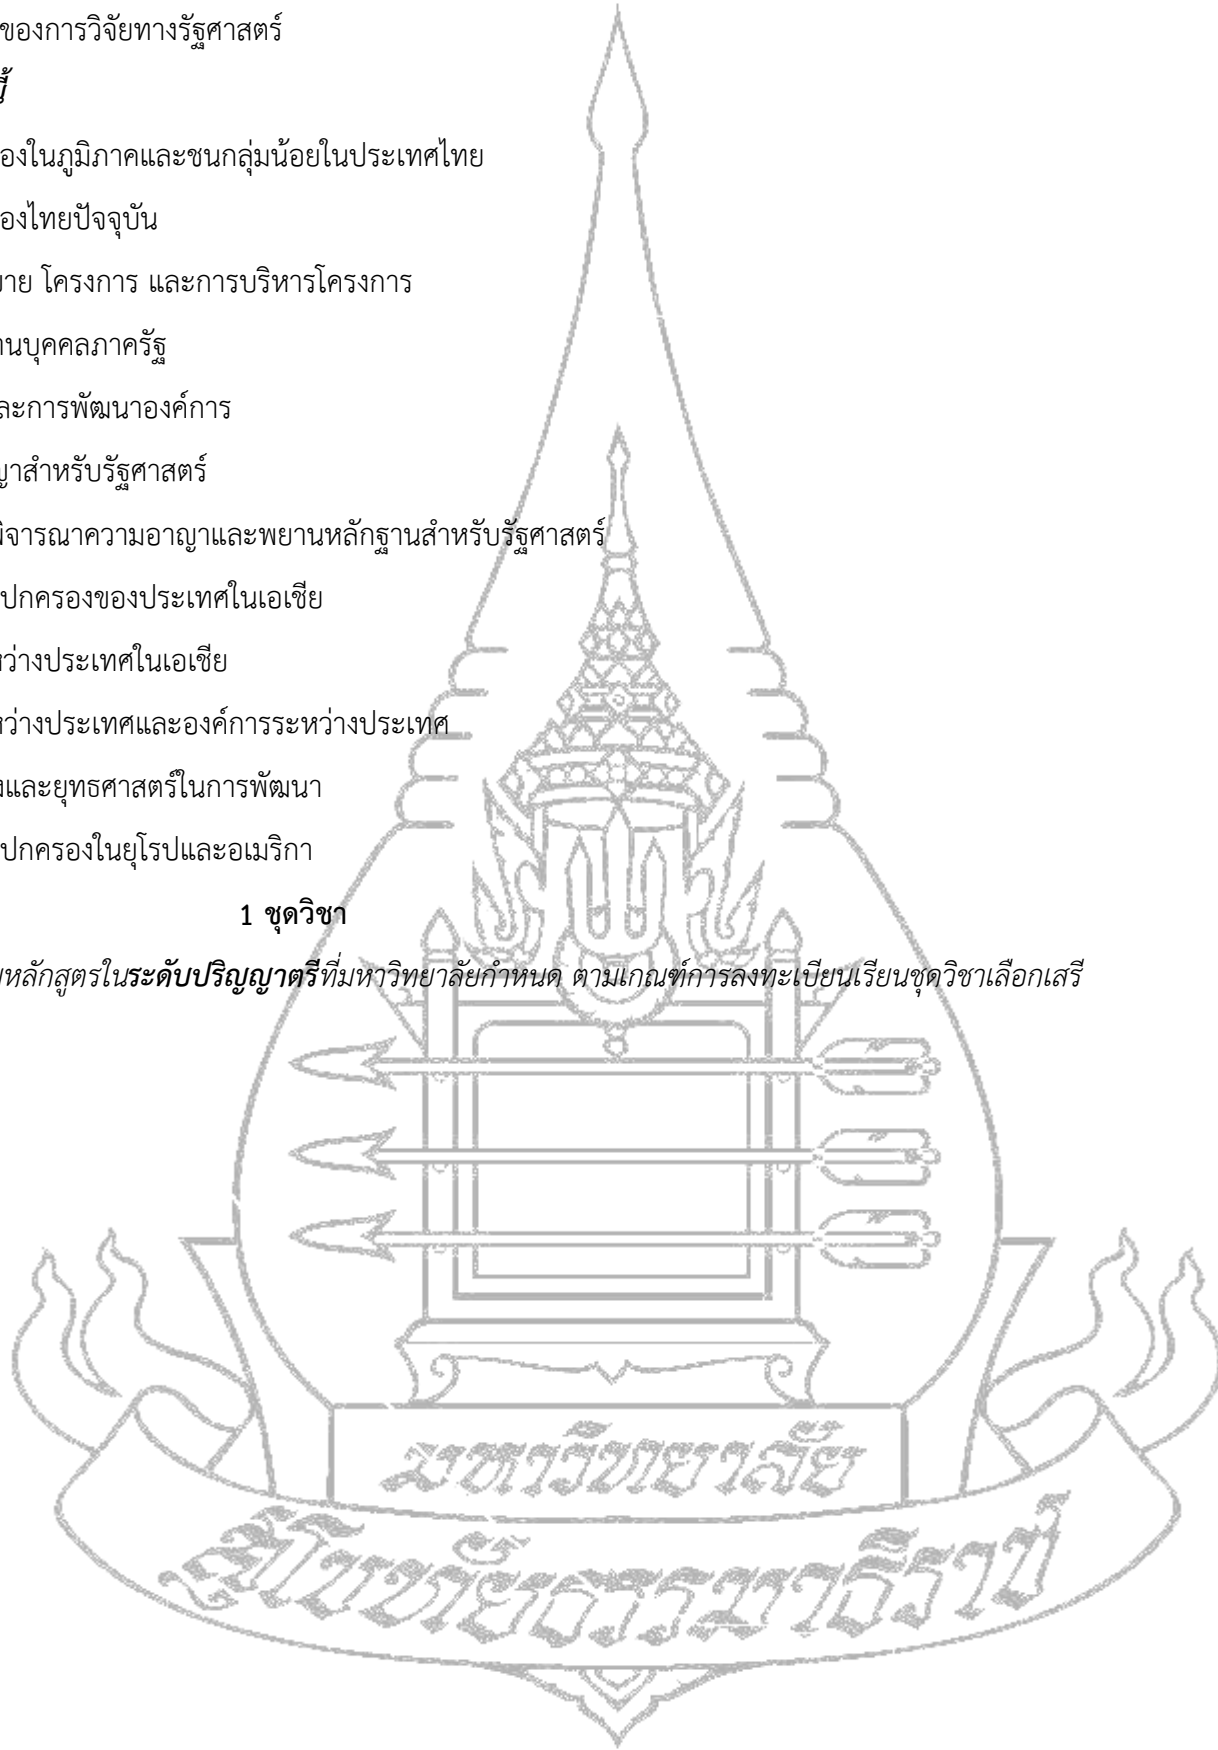 ของการวิจัยทางรัฐศาสตร์
นี้
องในภูมิภาคและชนกลุ่มน้อยในประเทศไทย
องไทยปัจจุบัน
บาย โครงการ และการบริหารโครงการ
านบุคคลภาครัฐ
ละการพัฒนาองค์การ
ญาสำหรับรัฐศาสตร์
พิจารณาความอาญาและพยานหลักฐานสำหรับรัฐศาสตร์
ปกครองของประเทศในเอเชีย
หว่างประเทศในเอเชีย
หว่างประเทศและองค์การระหว่างประเทศ
งและยุทธศาสตร์ในการพัฒนา
ปกครองในยุโรปและอเมริกา
1 ชุดวิชา
มหลักสูตรในระดับปริญญาตรีที่มหาวิทยาลัยกำหนด ตามเกณฑ์การลงทะเบียนเรียนชุดวิชาเลือกเสรี
มหาวิทยาลัย
สุโขทัยธรรมาธิราช